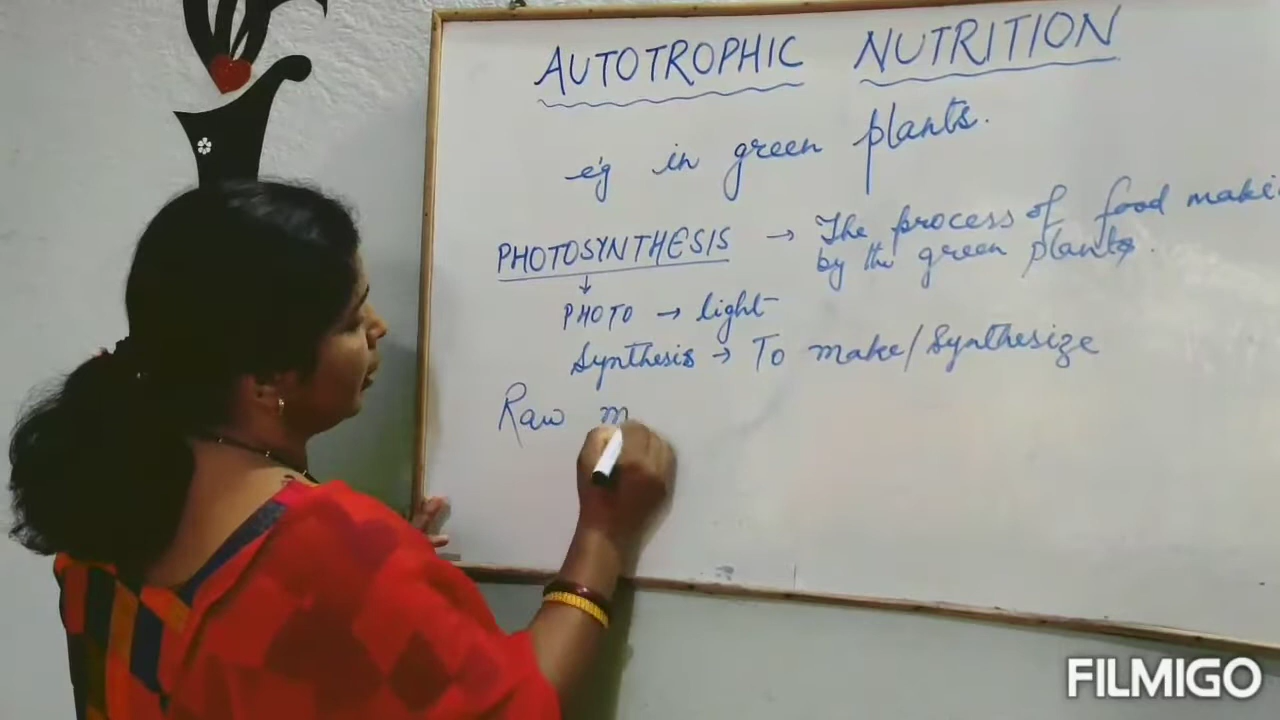 AUTOTROPHIC NUTRITION
eg in green plants.
PHOTOSYNTHESIS → The process of food maki
by the green plants.
↓
PHOTO → light
Synthesis → To make/Synthesize
Raw m
FILMIGO